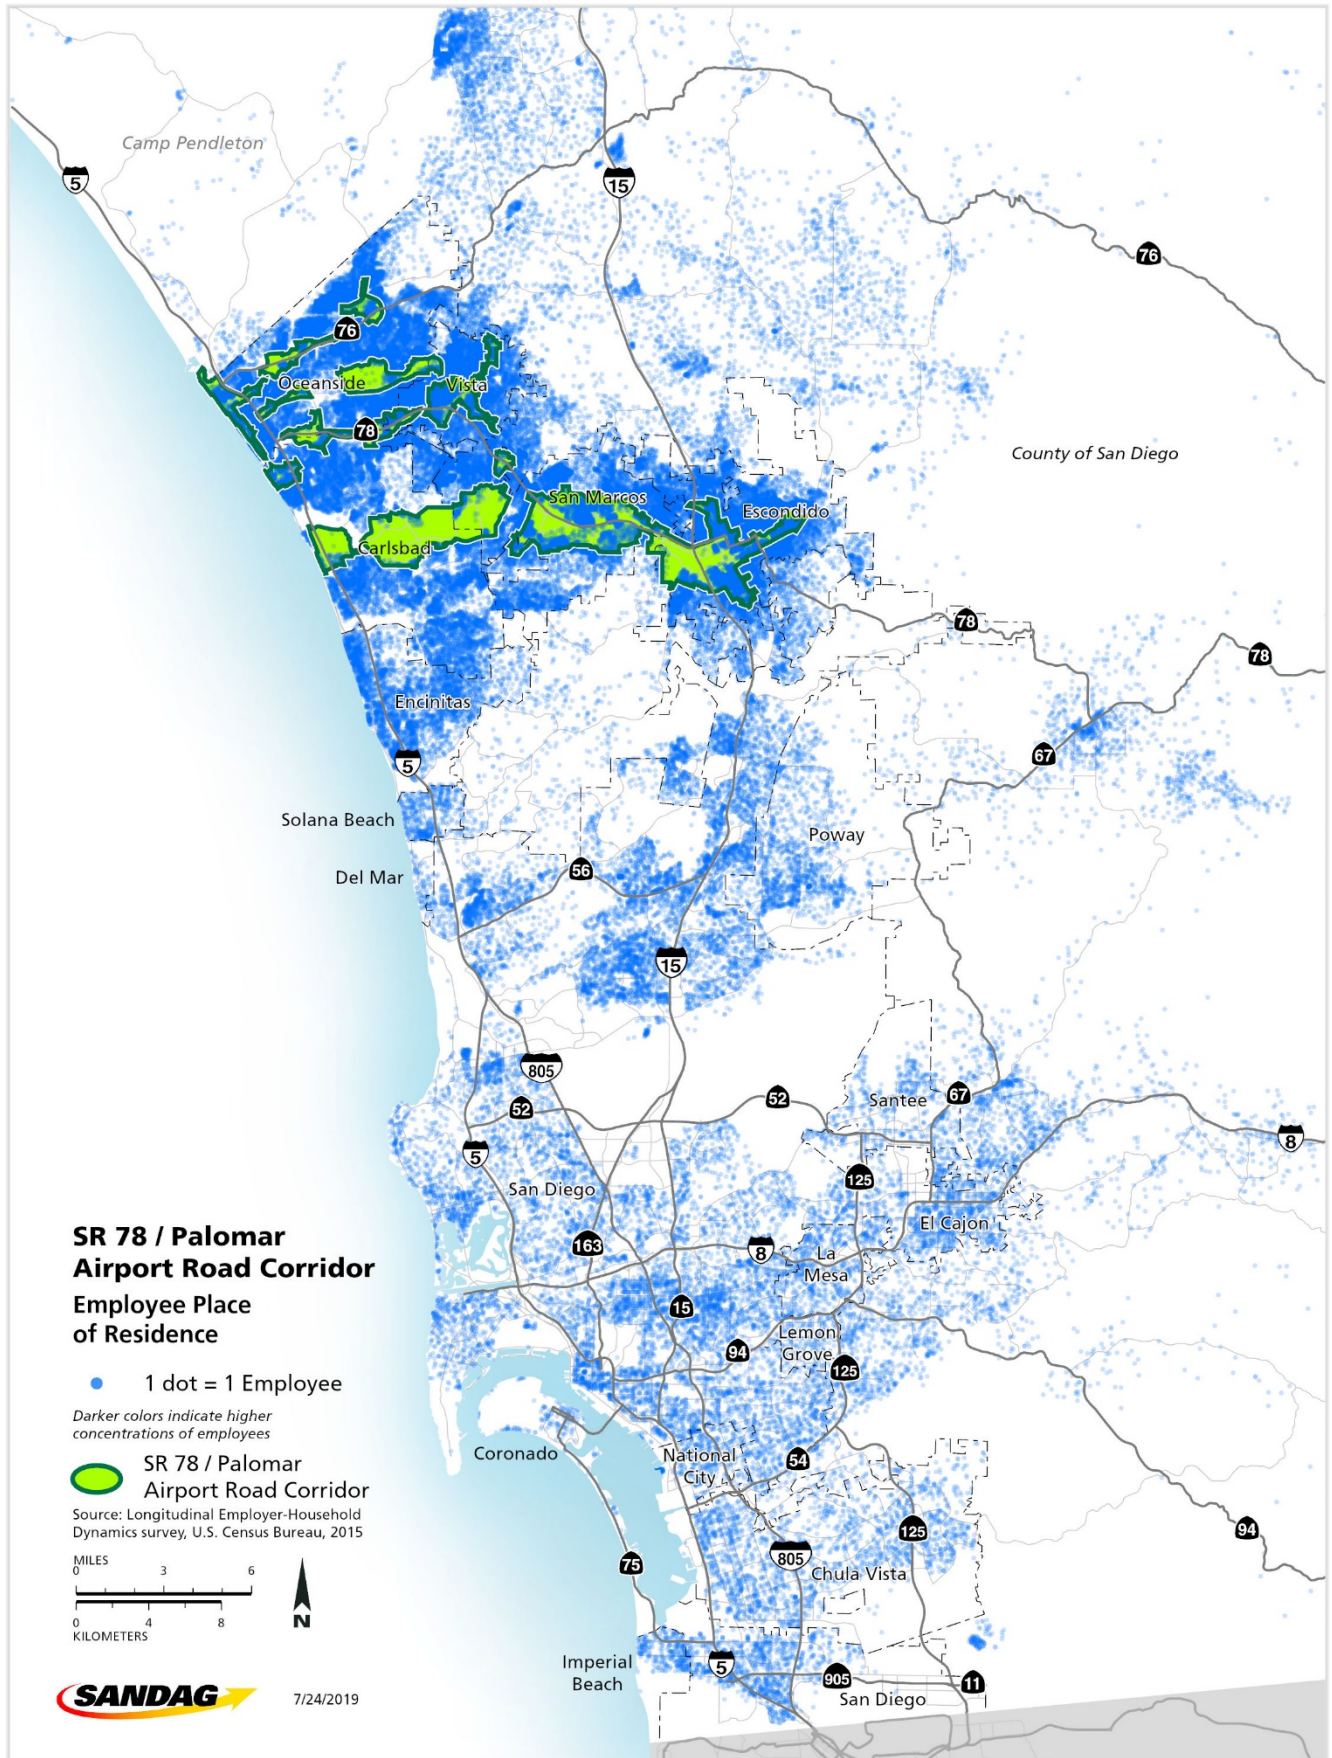 Camp Pendleton
5
15
76
76
Oceanside
Vista
78
County of San Diego
San Marcos
Escondido
Carlsbad
78
78
Encinitas
67
5
Solana Beach
Poway
Del Mar
56
15
805
52
52
Santee
67
8
5
125
San Diego
El Cajon
163
8
La
Mesa
15
Lemon
Grove
94
125
Coronado
National
City
54
125
94
75
805
Chula Vista
Imperial
Beach
5
905
11
San Diego
SR 78 / Palomar
Airport Road Corridor
Employee Place
of Residence
1 dot = 1 Employee
Darker colors indicate higher
concentrations of employees
SR 78 / Palomar
Airport Road Corridor
Source: Longitudinal Employer-Household
Dynamics survey, U.S. Census Bureau, 2015
MILES
0 3 6
0 4 8
KILOMETERS
N
SANDAG
7/24/2019